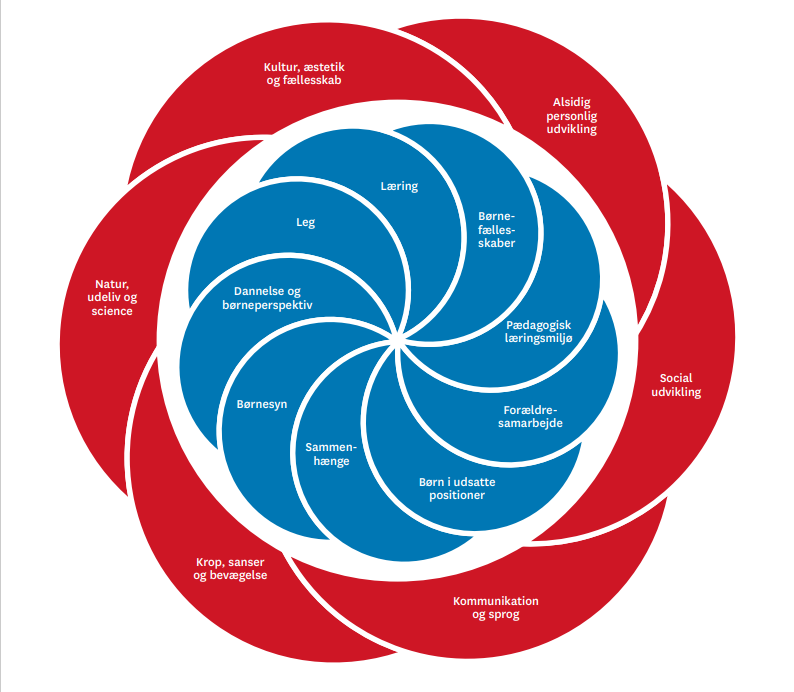 Kultur, æstetik
og fællesskab
Alsidig
personlig
udvikling
Social
udvikling
Kommunikation
og sprog
Krop, sanser
og bevægelse
Natur,
udeliv og
science
Læring
Børne-
fælles-
skaber
Pædagogisk
læringsmiljø
Forældre-
samarbejde
Børn i udsatte
positioner
Sammen-
hænge
Børnesyn
Dannelse og
børneperspektiv
Leg